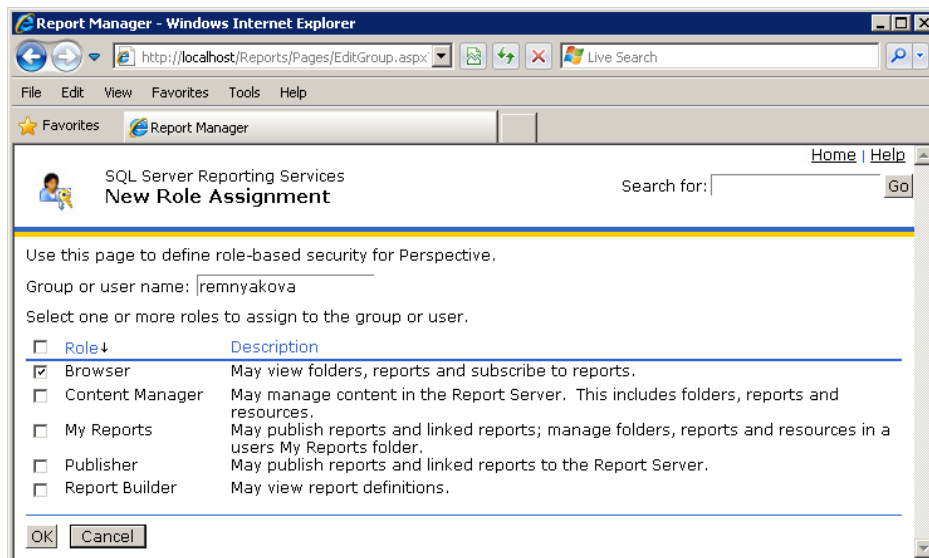 Report Manager - Windows Internet Explorer
http://localhost/Reports/Pages/EditGroup.aspx
Live Search
File Edit View Favorites Tools Help
Favorites Report Manager
Home | Help
SQL Server Reporting Services
New Role Assignment
Search for: Go
Use this page to define role-based security for Perspective.
Group or user name: remnyakova
Select one or more roles to assign to the group or user.
Role↓ Description
Browser May view folders, reports and subscribe to reports.
Content Manager May manage content in the Report Server. This includes folders, reports and
resources.
My Reports May publish reports and linked reports; manage folders, reports and resources in a
users My Reports folder.
Publisher May publish reports and linked reports to the Report Server.
Report Builder May view report definitions.
OK Cancel